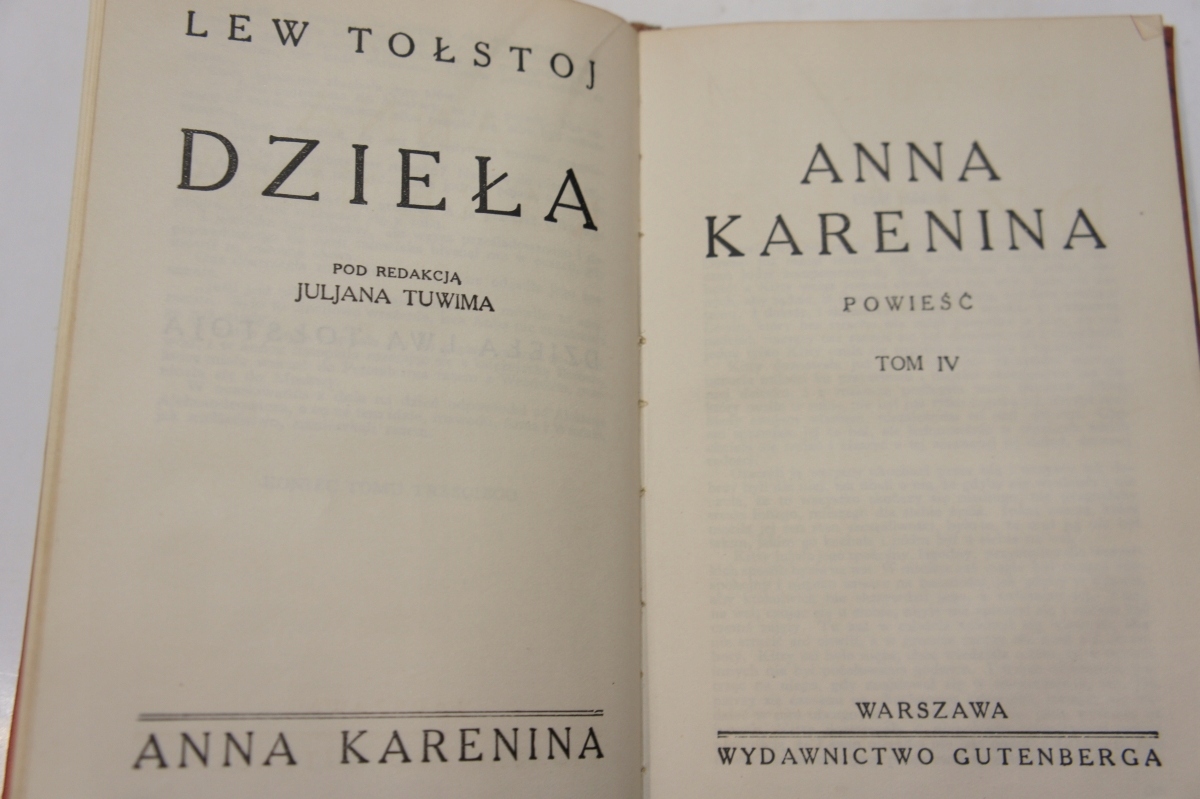 LEW TOŁSTOJ
DZIEŁA
POD REDAKCJĄ
JULJANA TUWIMA
ANNA KARENINA
ANNA
KARENINA
POWIEŚĆ
TOM IV
WARSZAWA
WYDAWNICTWO GUTENBERGA